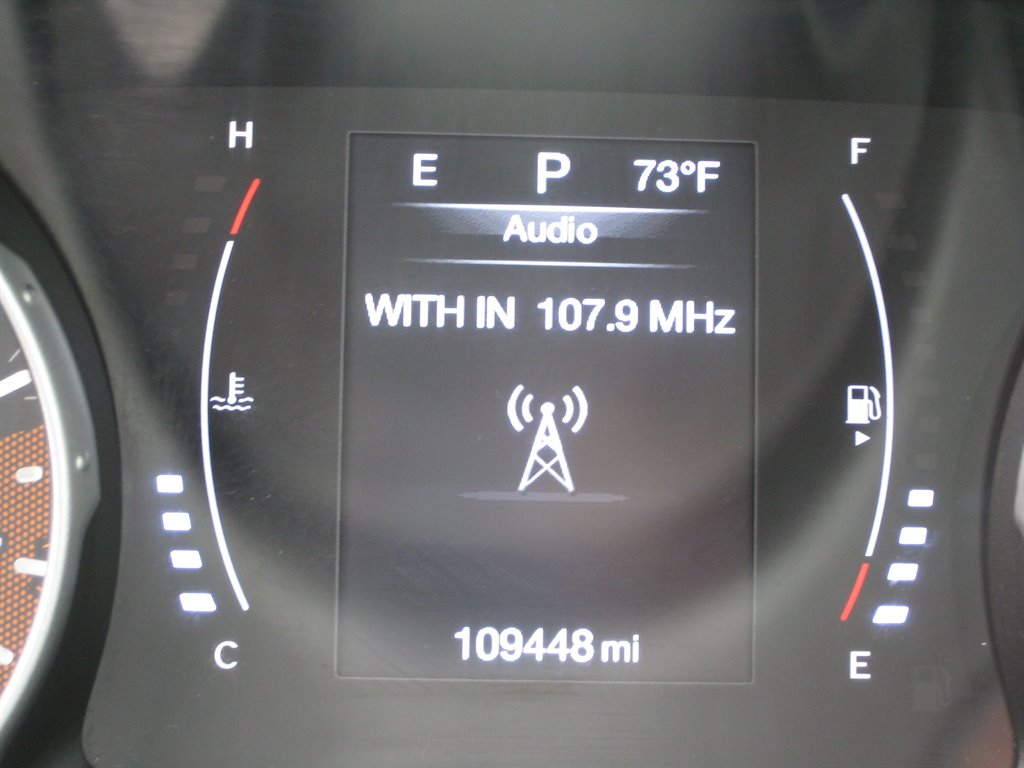 H
E P 73°F
F
Audio
WITH IN 107.9 MHz
109448 mi
C
E